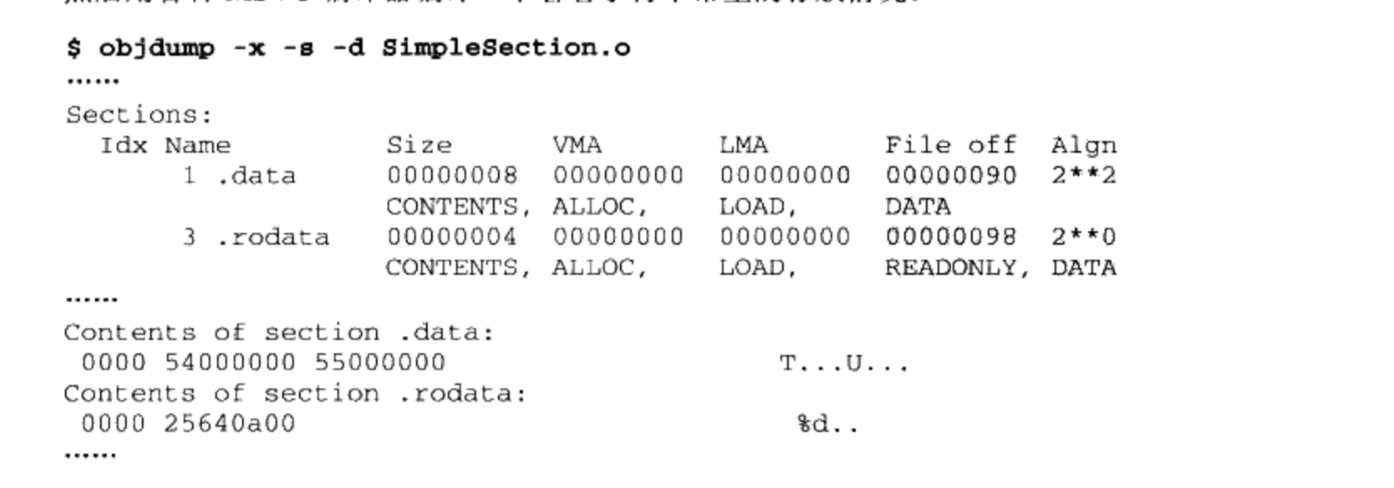 $ objdump -x -s -d SimpleSection.o
……
Sections:
Idx Name Size VMA LMA File off Algn
1 .data 00000008 00000000 00000000 00000090 2**2
CONTENTS, ALLOC, LOAD, DATA
3 .rodata 00000004 00000000 00000000 00000098 2**0
CONTENTS, ALLOC, LOAD, READONLY, DATA
……
Contents of section .data:
0000 54000000 55000000 T...U...
Contents of section .rodata:
0000 25640a00 %d..
……